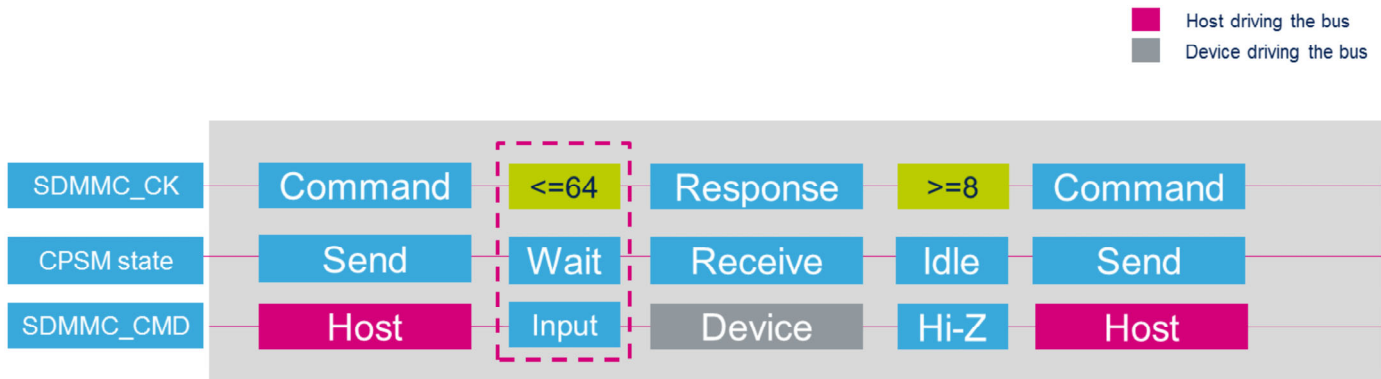 Host driving the bus
Device driving the bus
SDMMC_CK Command <=64 Response >=8 Command
CPSM state Send Wait Receive Idle Send
SDMMC_CMD Host Input Device Hi-Z Host